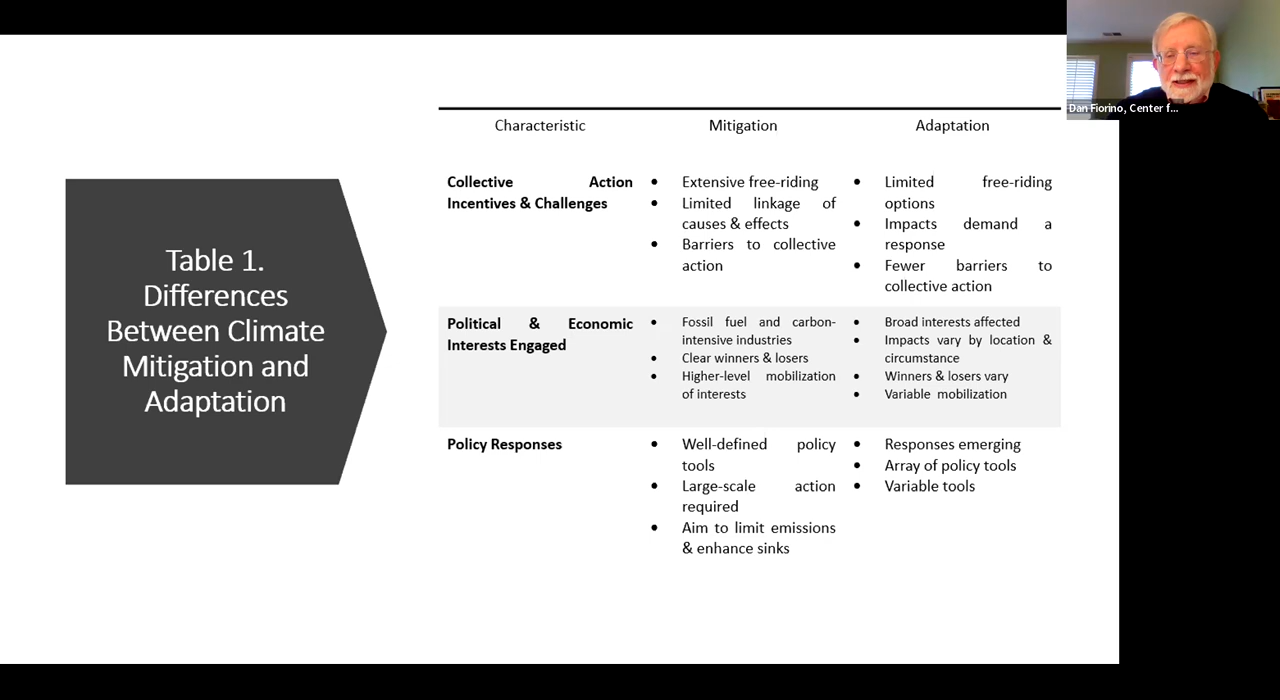 Dan Fiorino, Center f...
Table 1.
Differences
Between Climate
Mitigation and
Adaptation
Characteristic Mitigation Adaptation
Collective Action
Incentives & Challenges
• Extensive free-riding
• Limited linkage of
causes & effects
• Barriers to collective
action
• Limited free-riding
options
• Impacts demand a
response
• Fewer barriers to
collective action
Political & Economic
Interests Engaged
• Fossil fuel and carbon-
intensive industries
• Clear winners & losers
• Higher-level mobilization
of interests
• Broad interests affected
• Impacts vary by location &
circumstance
• Winners & losers vary
• Variable mobilization
Policy Responses
• Well-defined policy
tools
• Large-scale action
required
• Aim to limit emissions
& enhance sinks
• Responses emerging
• Array of policy tools
• Variable tools